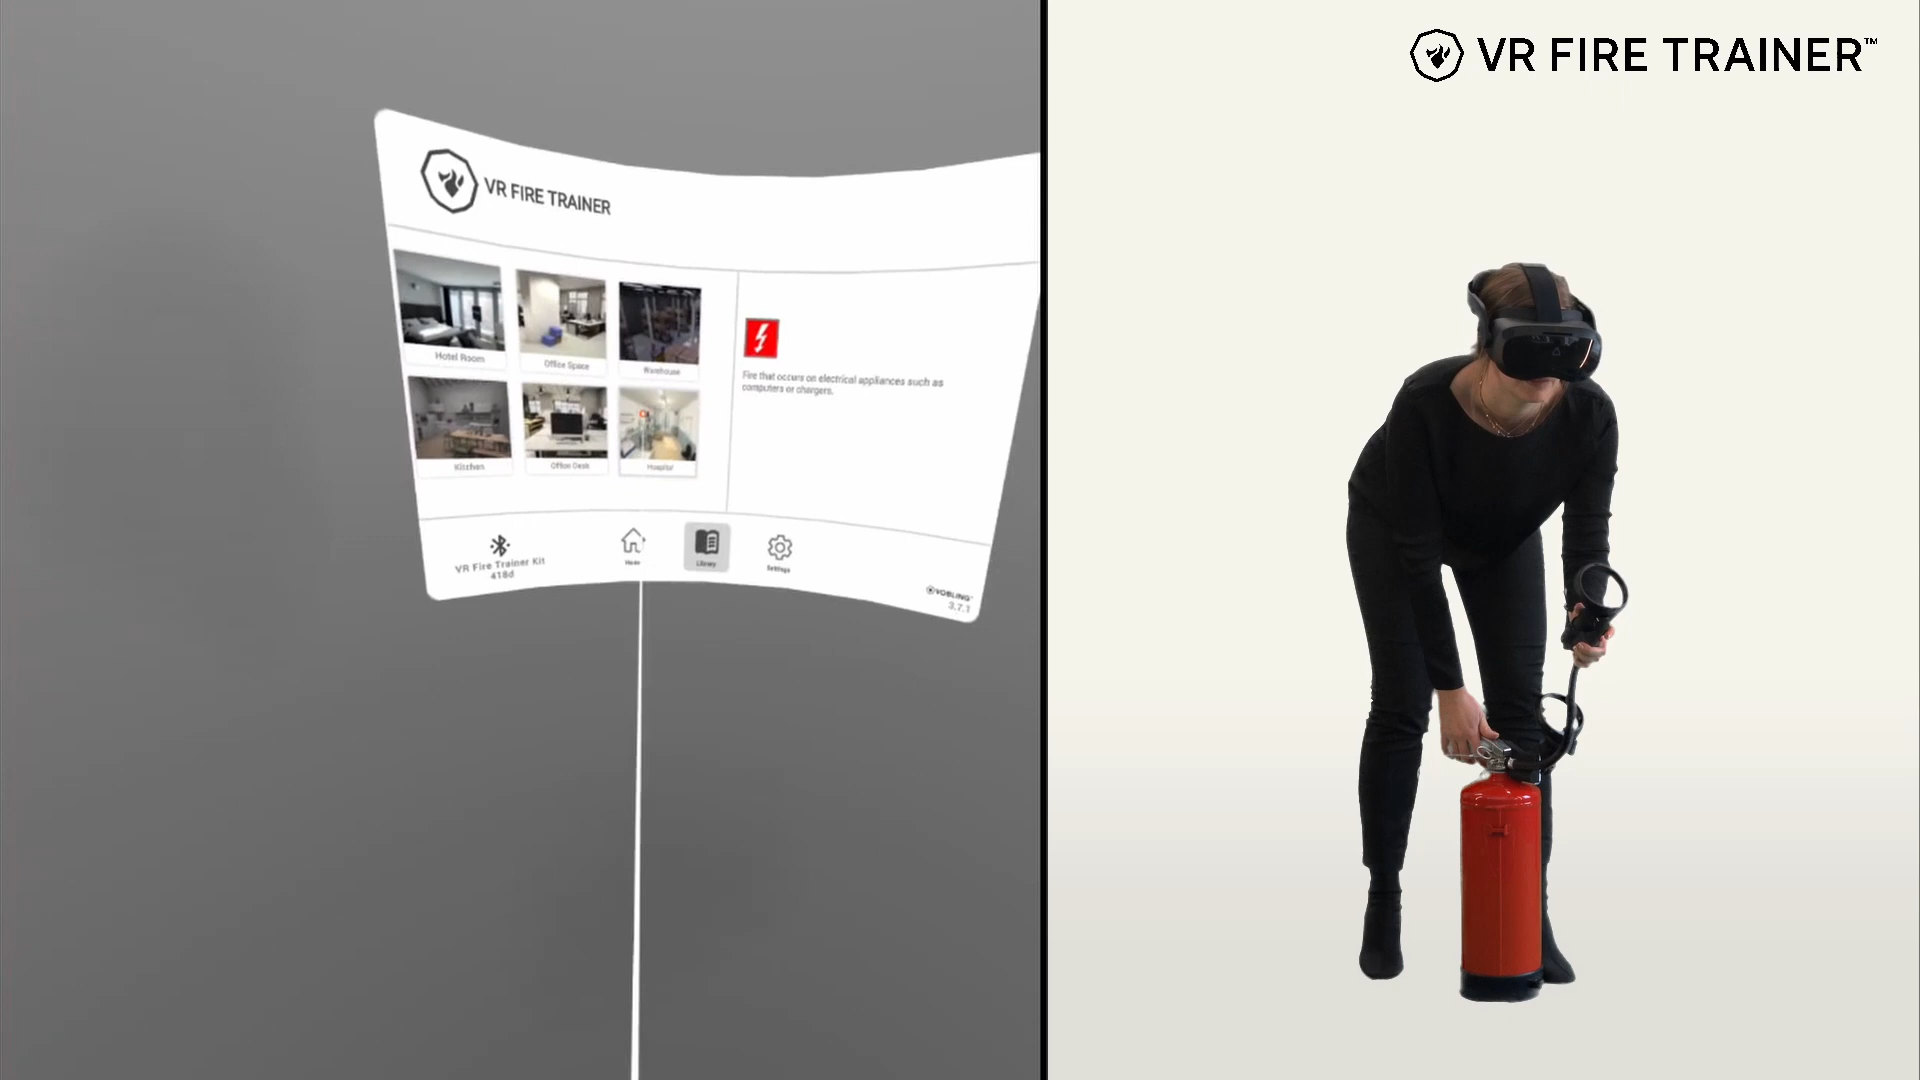 VR FIRE TRAINER™
VR FIRE TRAINER
Hotel Room
Office Space
Warehouse
Kitchen
Office Desk
Hospital
Fire that occurs on electrical appliances such as
computers or chargers.
VR Fire Trainer Kit
418d
Home
Library
Settings
VOBLING
3.7.1